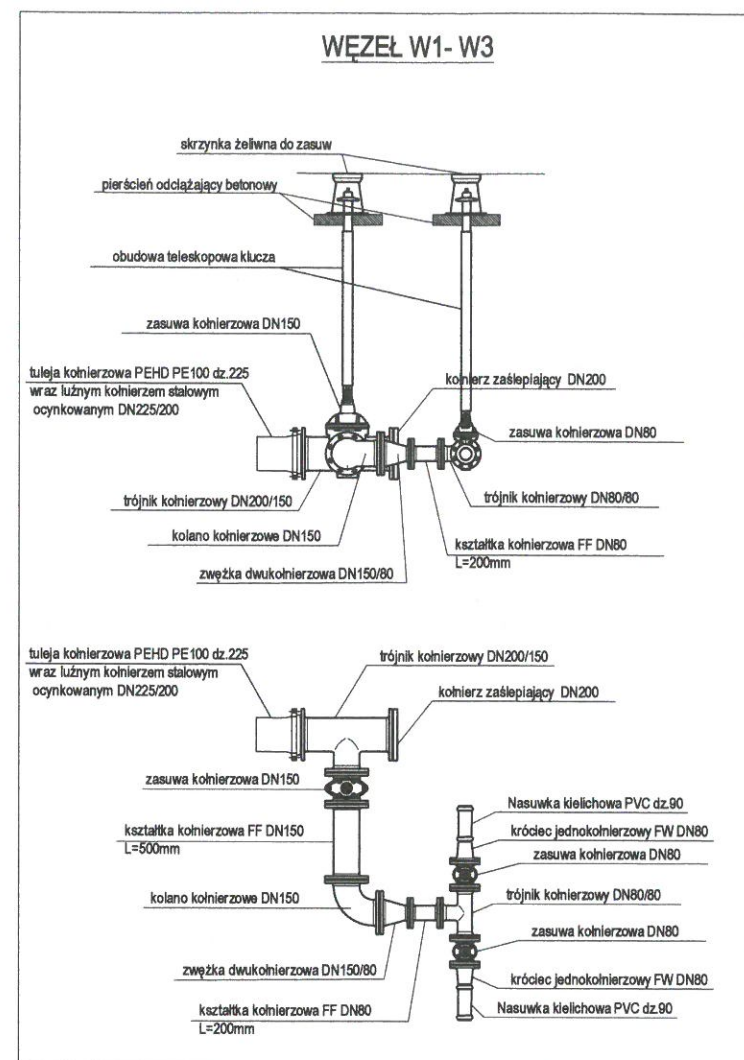 WĘZEŁ W1- W3
skrzynka żeliwna do zasuw
pierścień odciążający betonowy
obudowa teleskopowa klucza
zasuwa kołnierzowa DN150
tuleja kołnierzowa PEHD PE100 dz.225
wraz luźnym kołnierzem stalowym
ocynkowanym DN225/200
kołnierz zaślepiający DN200
zasuwa kołnierzowa DN80
trójnik kołnierzowy DN200/150
trójnik kołnierzowy DN80/80
kolano kołnierzowe DN150
kształtka kołnierzowa FF DN80
L=200mm
zwężka dwukołnierzowa DN150/80
tuleja kołnierzowa PEHD PE100 dz.225
wraz luźnym kołnierzem stalowym
ocynkowanym DN225/200
trójnik kołnierzowy DN200/150
kołnierz zaślepiający DN200
zasuwa kołnierzowa DN150
Nasuwka kielichowa PVC dz.90
kształtka kołnierzowa FF DN150
L=500mm
króciec jednokołnierzowy FW DN80
zasuwa kołnierzowa DN80
kolano kołnierzowe DN150
trójnik kołnierzowy DN80/80
zasuwa kołnierzowa DN80
zwężka dwukołnierzowa DN150/80
króciec jednokołnierzowy FW DN80
kształtka kołnierzowa FF DN80
L=200mm
Nasuwka kielichowa PVC dz.90